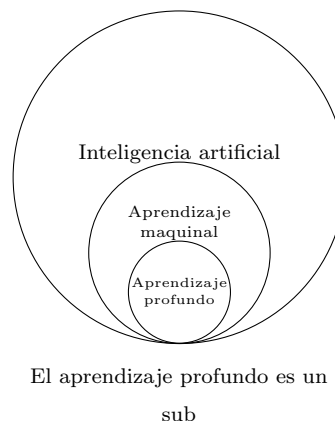 Inteligencia artificial
Aprendizaje
maquinal
Aprendizaje
profundo
El aprendizaje profundo es un
sub